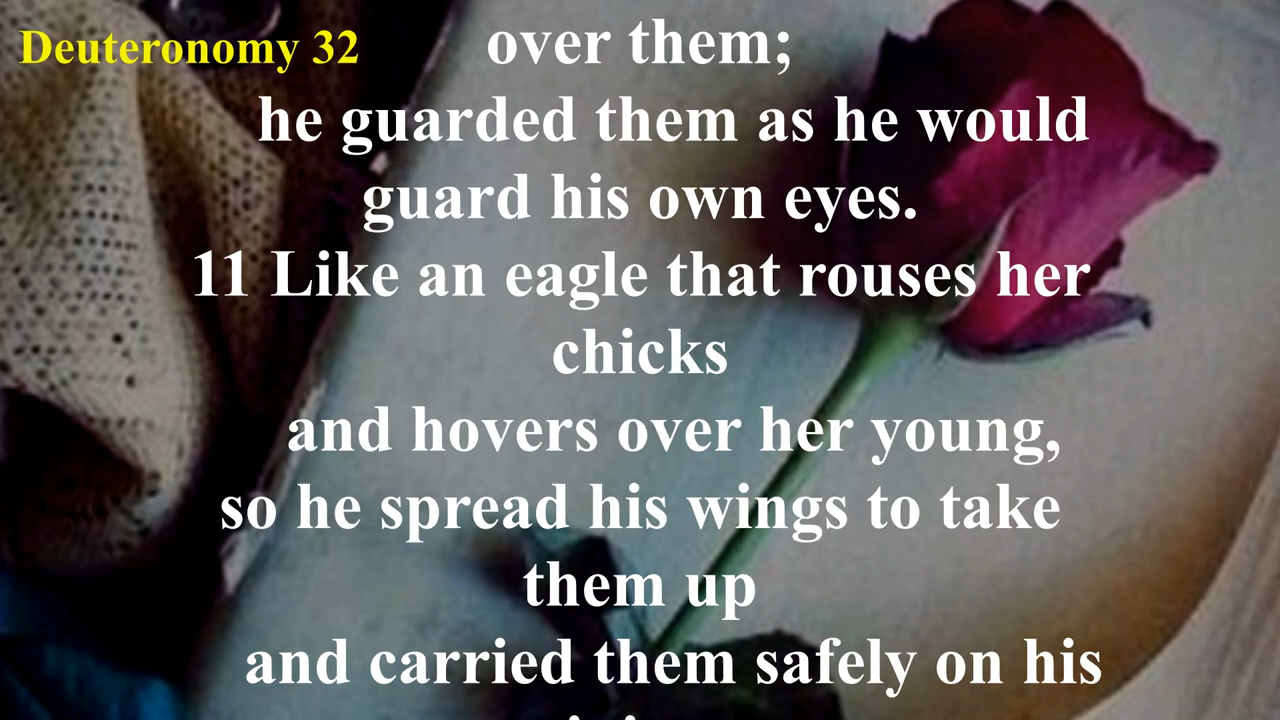 Deuteronomy 32
over them;
he guarded them as he would
guard his own eyes.
11 Like an eagle that rouses her
chicks
and hovers over her young,
so he spread his wings to take
them up
and carried them safely on his